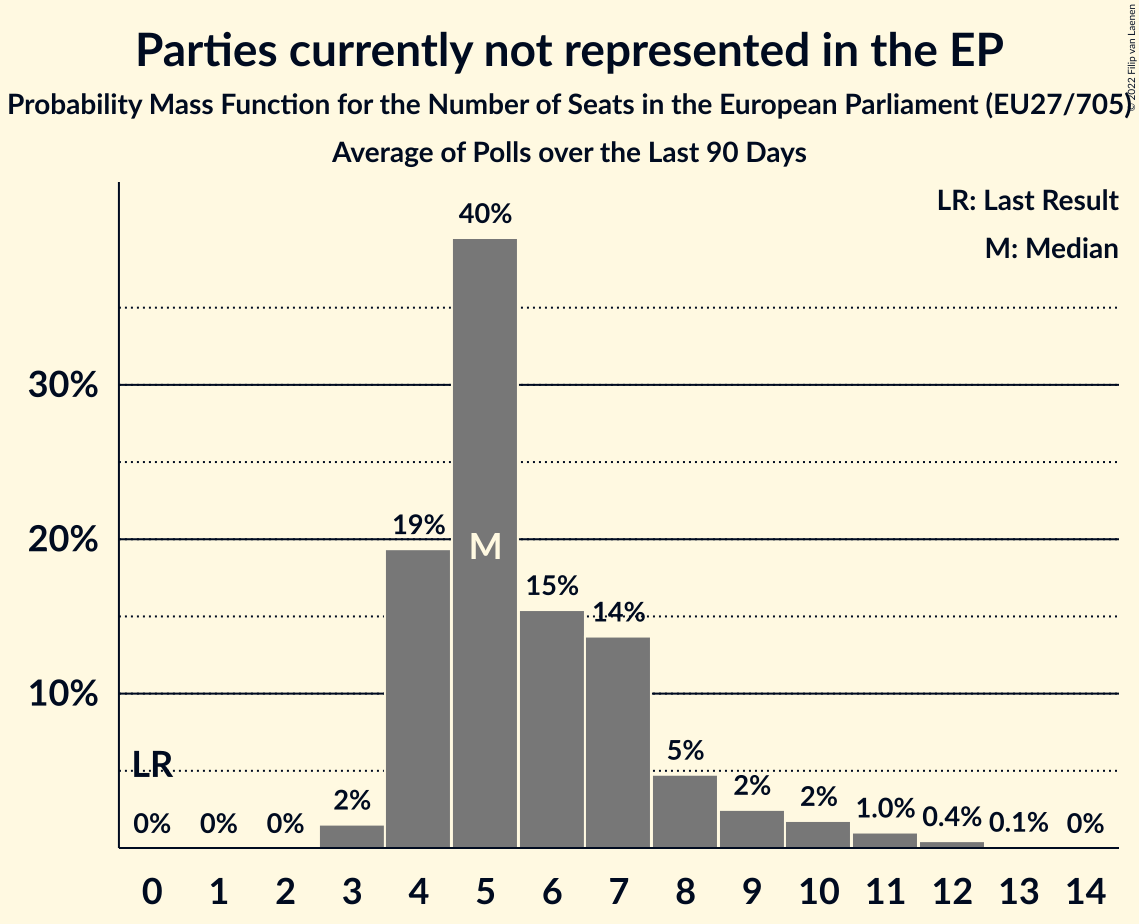 Parties currently not represented in the EP
Probability Mass Function for the Number of Seats in the European Parliament (EU27/705)
Average of Polls over the Last 90 Days
© 2022 Filip van Laenen
LR: Last Result
M: Median
30%
20%
10%
LR
M
0% 0% 0% 2% 19% 40% 15% 14% 5% 2% 2% 1.0% 0.4% 0.1% 0%
0 1 2 3 4 5 6 7 8 9 10 11 12 13 14